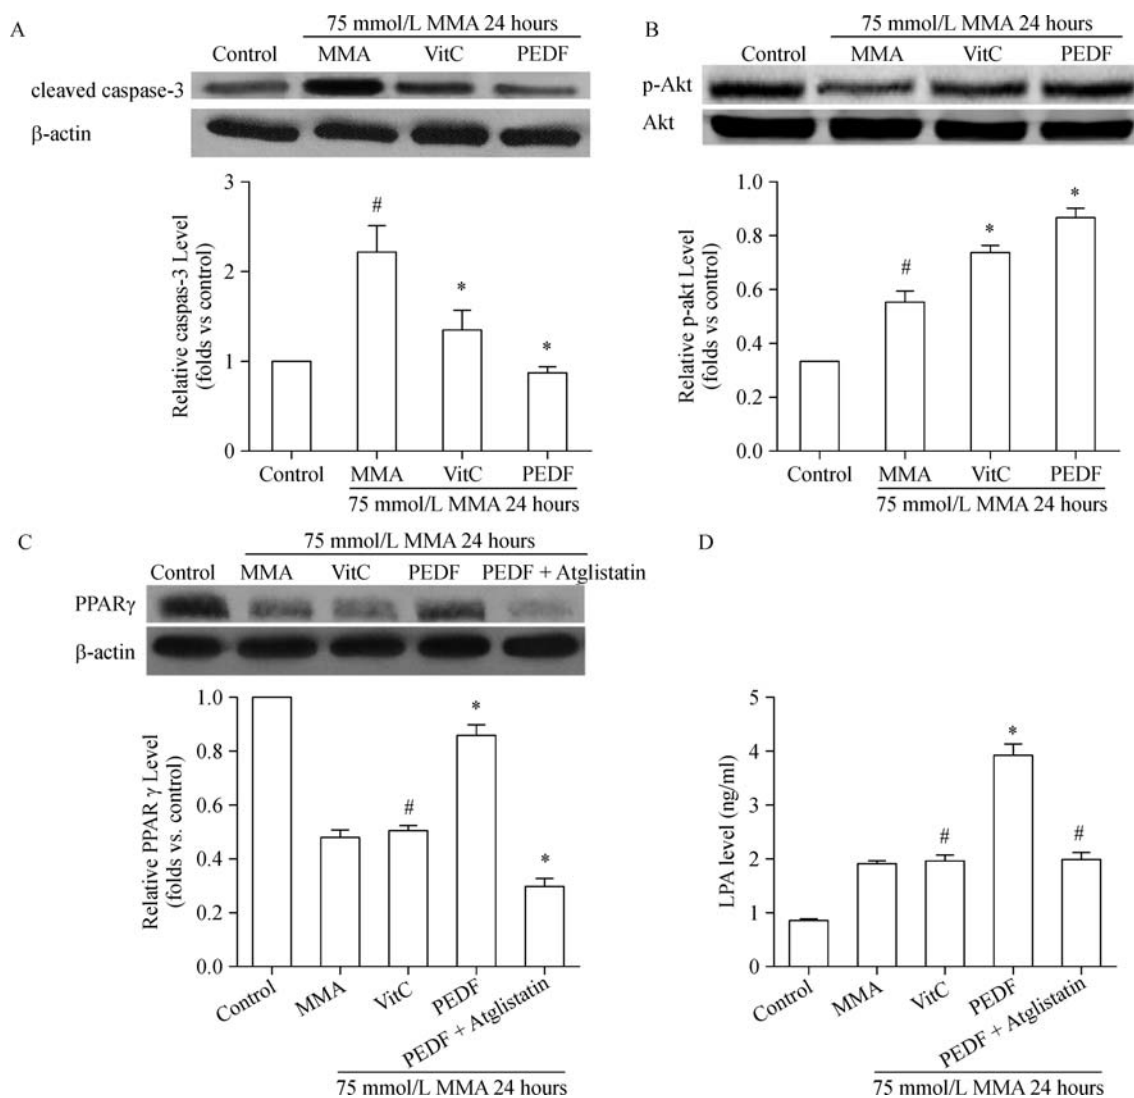 A
75 mmol/L MMA 24 hours
Control MMA VitC PEDF
cleaved caspase-3
β-actin
3
2
1
0
Relative caspas-3 Level
(folds vs control)
#
*
*
Control MMA VitC PEDF
75 mmol/L MMA 24 hours
B
75 mmol/L MMA 24 hours
Control MMA VitC PEDF
p-Akt
Akt
1.0
0.8
0.6
0.4
0.2
0.0
Relative p-akt Level
(folds vs control)
#
*
*
Control MMA VitC PEDF
75 mmol/L MMA 24 hours
C
75 mmol/L MMA 24 hours
Control MMA VitC PEDF PEDF + Atglistatin
PPARγ
β-actin
1.0
0.8
0.6
0.4
0.2
0.0
Relative PPAR γ Level
(folds vs. control)
#
*
*
Control MMA VitC PEDF PEDF + Atglistatin
75 mmol/L MMA 24 hours
D
5
4
3
2
1
0
LPA level (ng/ml)
#
*
#
Control MMA VitC PEDF PEDF + Atglistatin
75 mmol/L MMA 24 hours